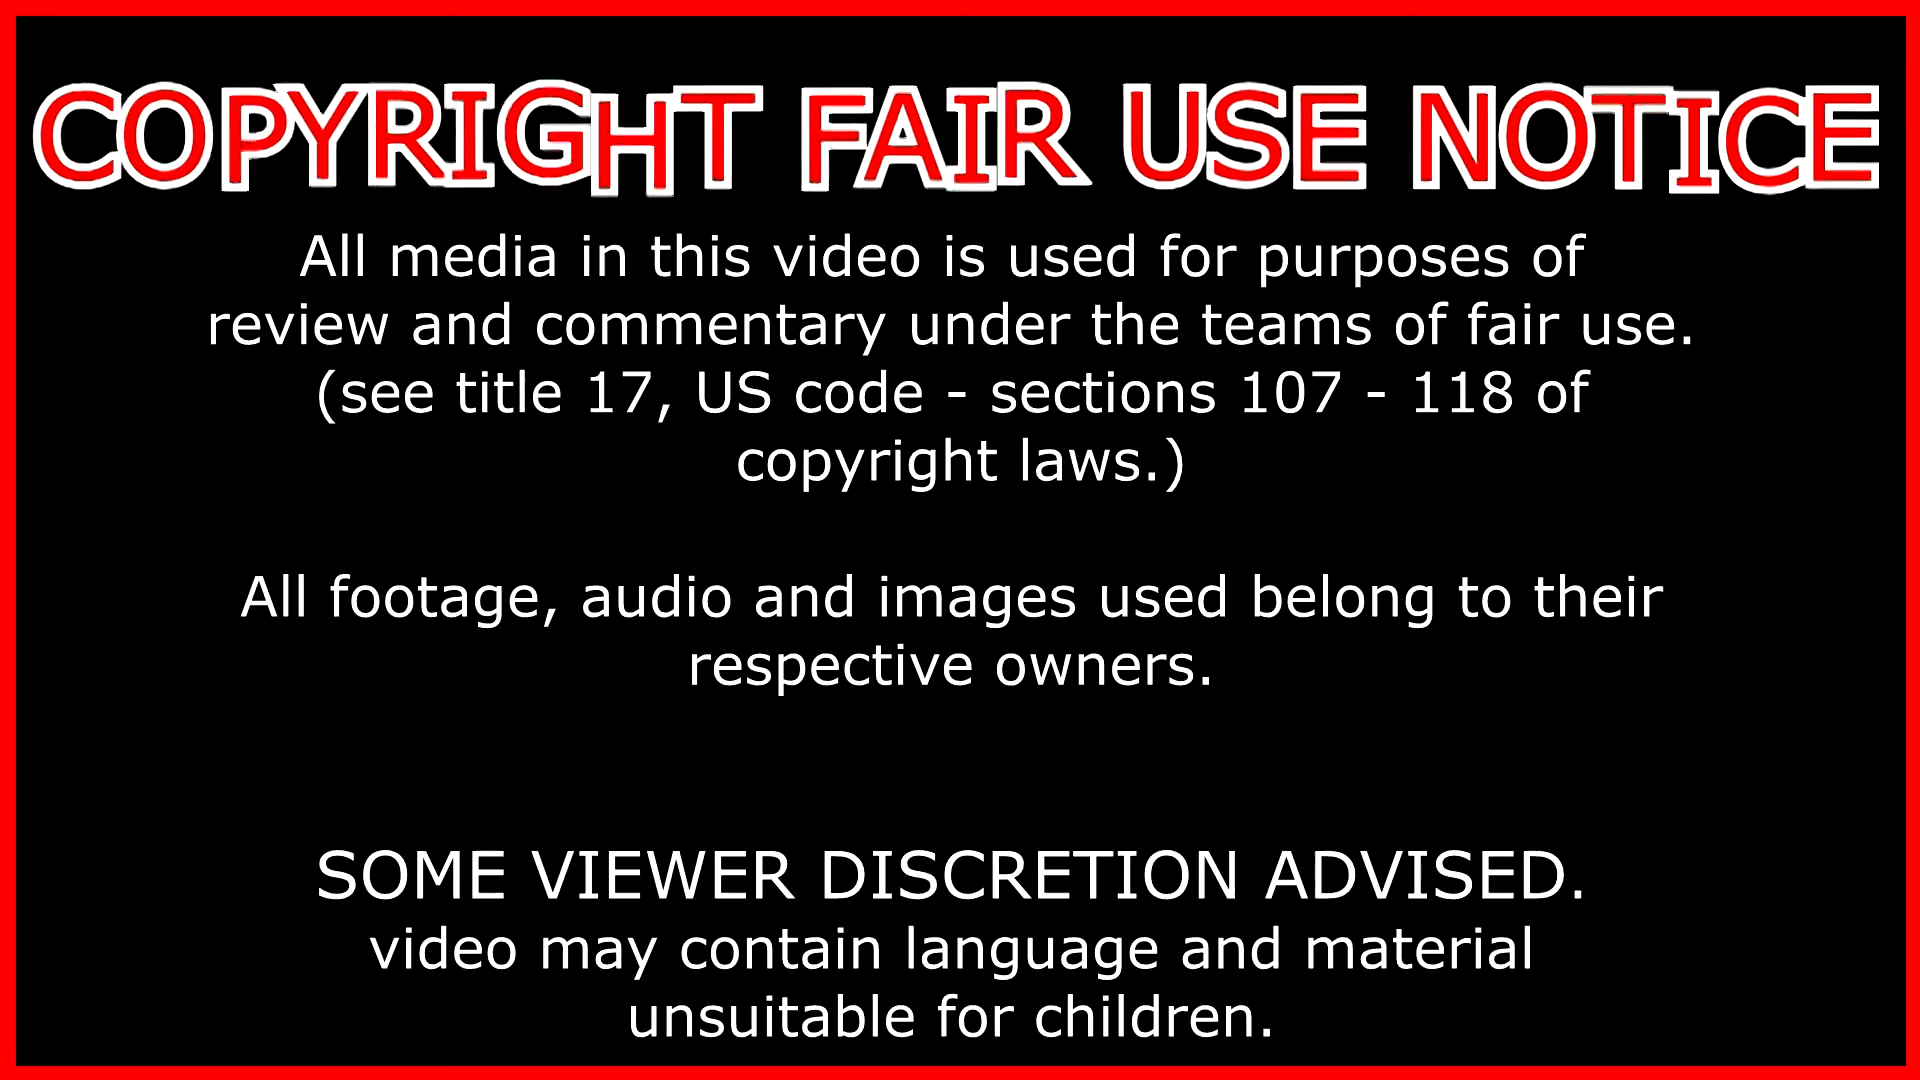 COPYRIGHT FAIR USE NOTICE
All media in this video is used for purposes of
review and commentary under the teams of fair use.
(see title 17, US code - sections 107 - 118 of
copyright laws.)
All footage, audio and images used belong to their
respective owners.
SOME VIEWER DISCRETION ADVISED.
video may contain language and material
unsuitable for children.